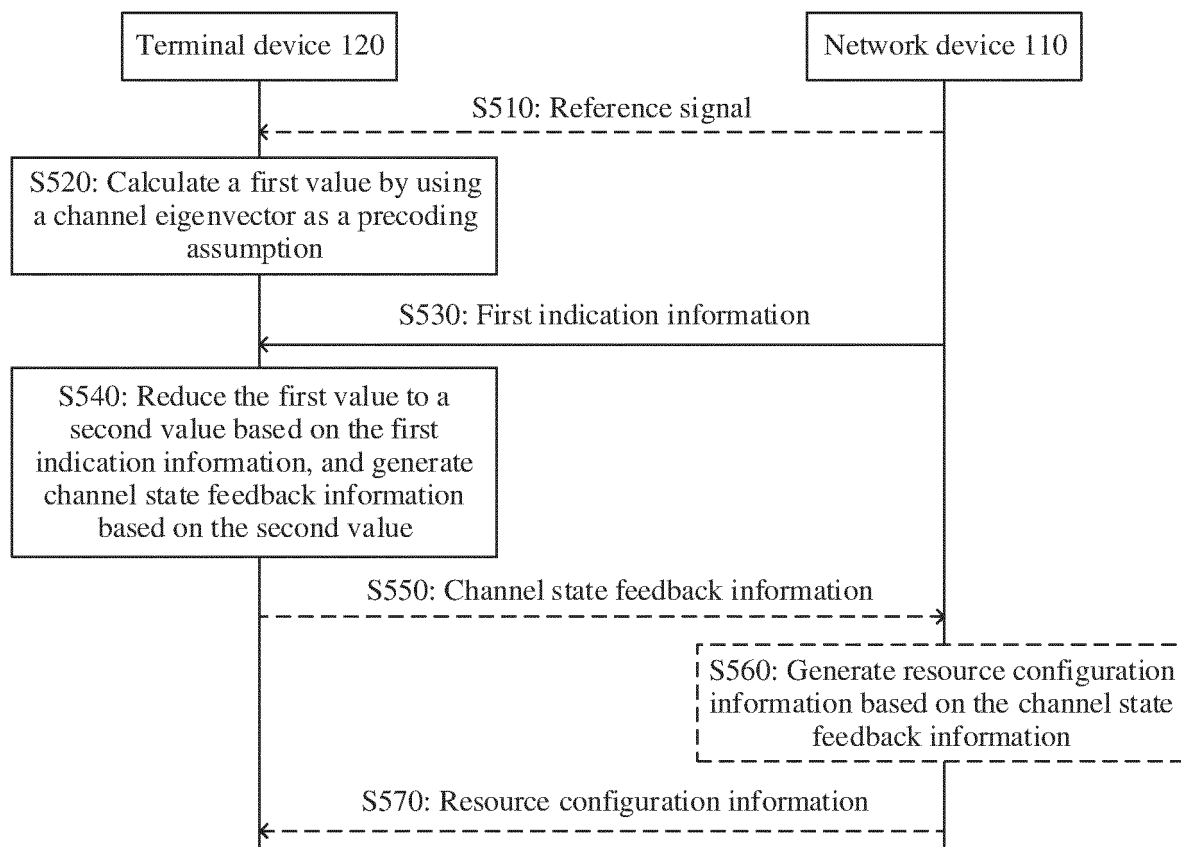 Terminal device 120
Network device 110
S510: Reference signal
S520: Calculate a first value by using
a channel eigenvector as a precoding
assumption
S530: First indication information
S540: Reduce the first value to a
second value based on the first
indication information, and generate
channel state feedback information
based on the second value
S550: Channel state feedback information
S560: Generate resource configuration
information based on the channel state
feedback information
S570: Resource configuration information